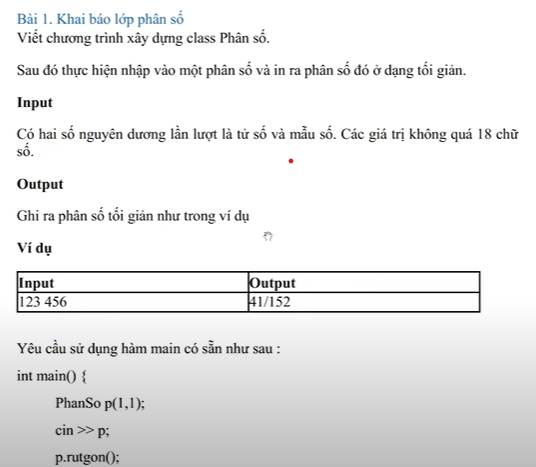 Bài 1. Khai báo lớp phân số
Viết chương trình xây dựng class Phân số.
Sau đó thực hiện nhập vào một phân số và in ra phân số đó ở dạng tối giản.
Input
Có hai số nguyên dương lần lượt là tử số và mẫu số. Các giá trị không quá 18 chữ
số.
Output
Ghi ra phân số tối giản như trong ví dụ
Ví dụ
Input Output
123 456 41/152
Yêu cầu sử dụng hàm main có sẵn như sau :
int main() {
PhanSo p(1,1);
cin >> p;
p.rutgon();